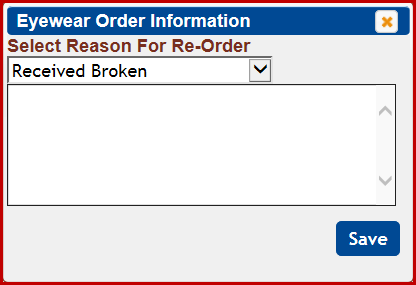 Eyewear Order Information
Select Reason For Re-Order
Received Broken
Save